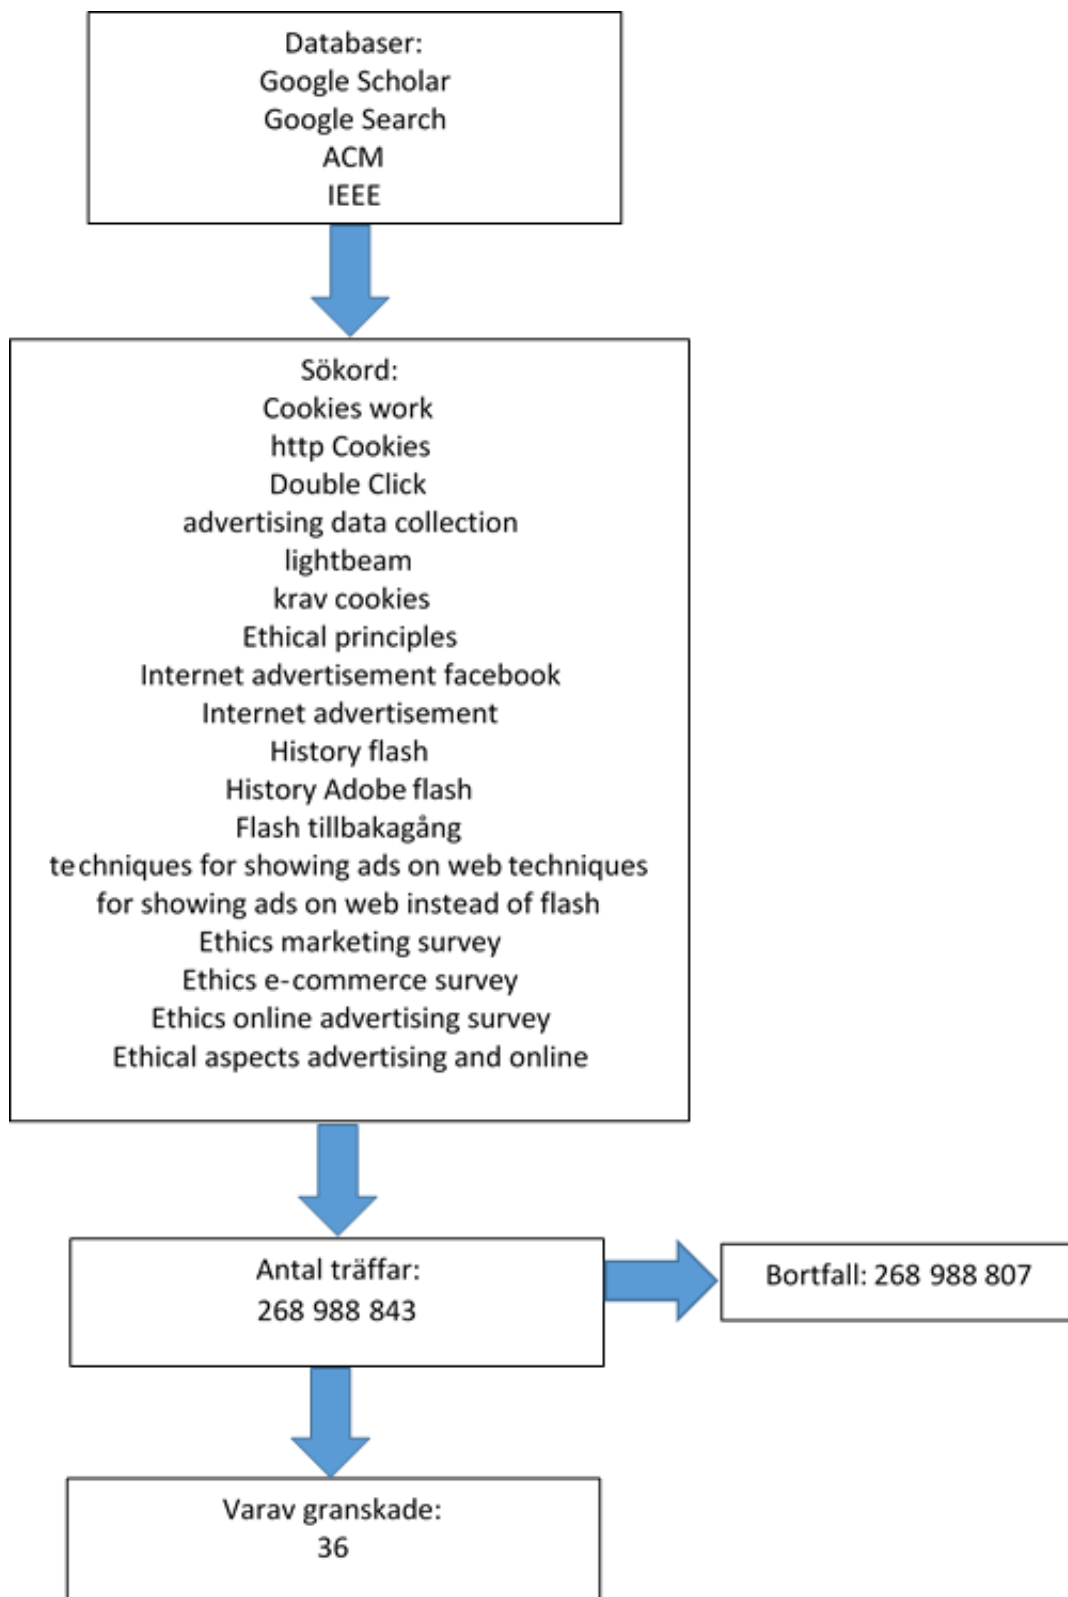 Databaser:
Google Scholar
Google Search
ACM
IEEE
Sökord:
Cookies work
http Cookies
Double Click
advertising data collection
lightbeam
krav cookies
Ethical principles
Internet advertisement facebook
Internet advertisement
History flash
History Adobe flash
Flash tillbakagång
techniques for showing ads on web techniques
for showing ads on web instead of flash
Ethics marketing survey
Ethics e-commerce survey
Ethics online advertising survey
Ethical aspects advertising and online
Antal träffar:
268 988 843
Bortfall: 268 988 807
Varav granskade:
36